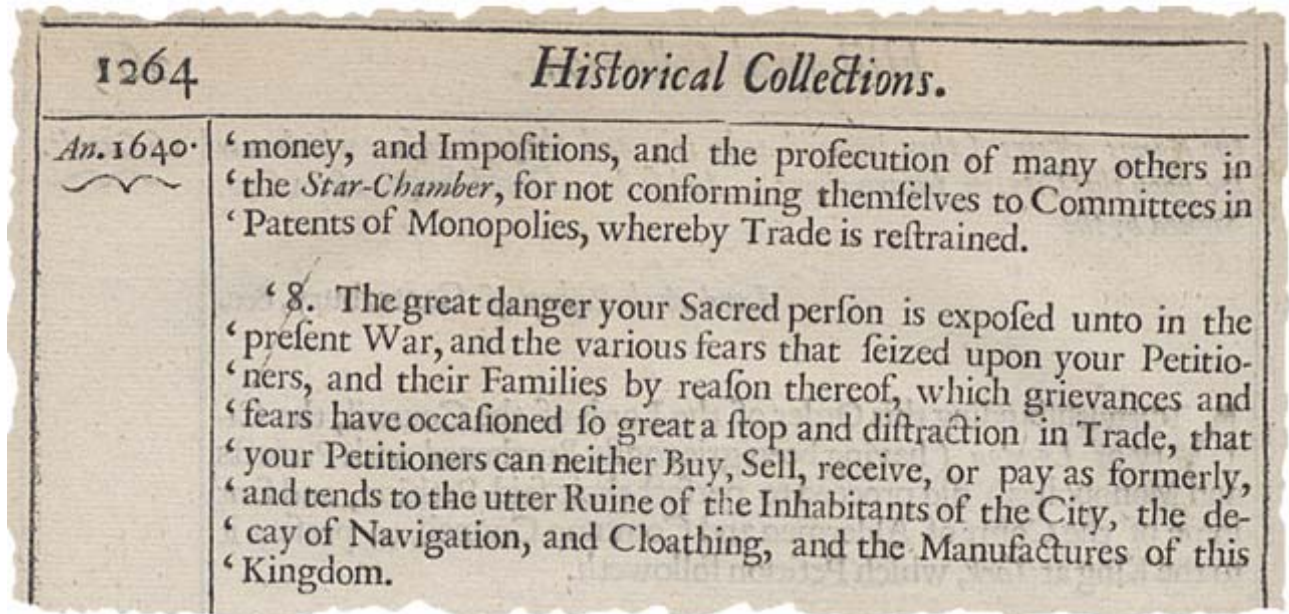 1264 Hiſtorical Collections.
An. 1640.
‘money, and Impoſitions, and the proſecution of many others in
‘the Star-Chamber, for not conforming themſelves to Committees in
‘Patents of Monopolies, whereby Trade is reſtrained.
‘8. The great danger your Sacred perſon is expoſed unto in the
‘preſent War, and the various fears that ſeized upon your Petitio-
‘ners, and their Families by reaſon thereof, which grievances and
‘fears have occaſioned ſo great a ſtop and diſtraction in Trade, that
‘your Petitioners can neither Buy, Sell, receive, or pay as formerly,
‘and tends to the utter Ruine of the Inhabitants of the City, the de-
‘cay of Navigation, and Cloathing, and the Manufactures of this
‘Kingdom.